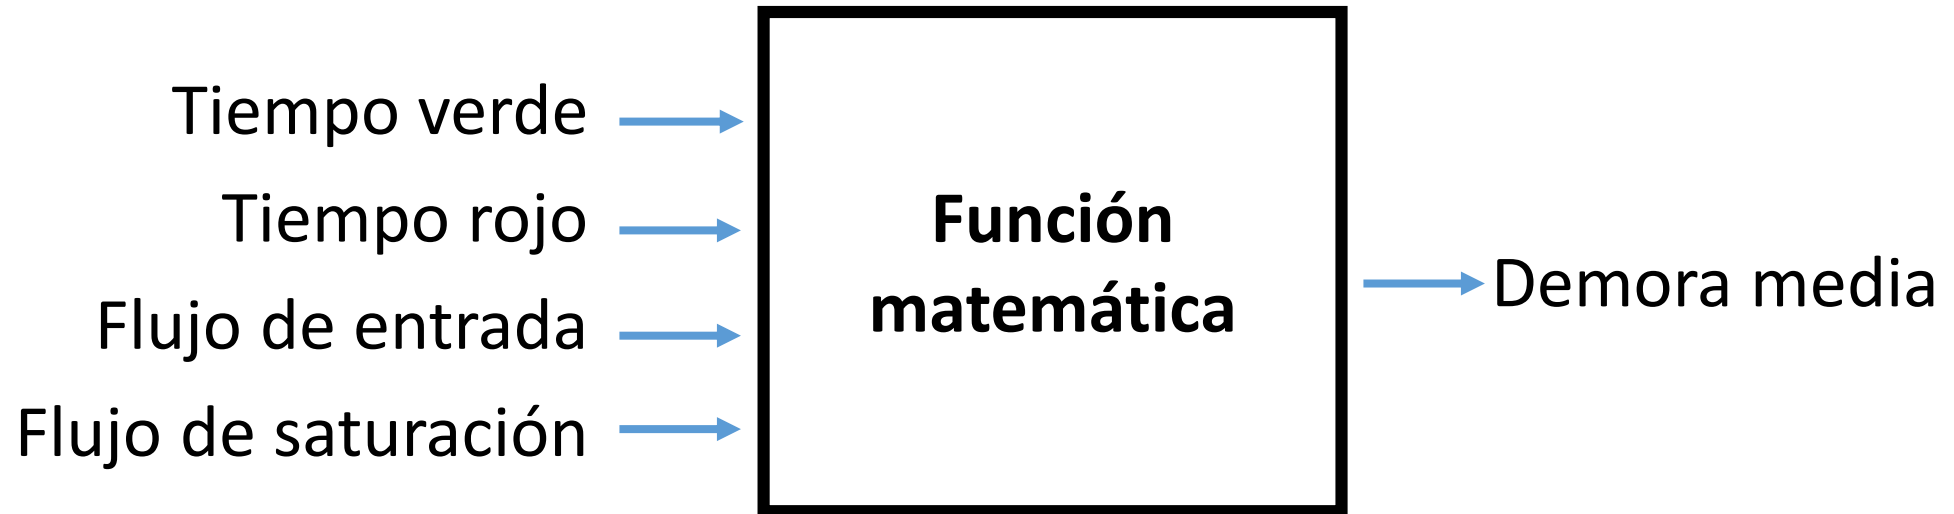 Tiempo verde
Tiempo rojo
Flujo de entrada
Flujo de saturación
Función
matemática
Demora media